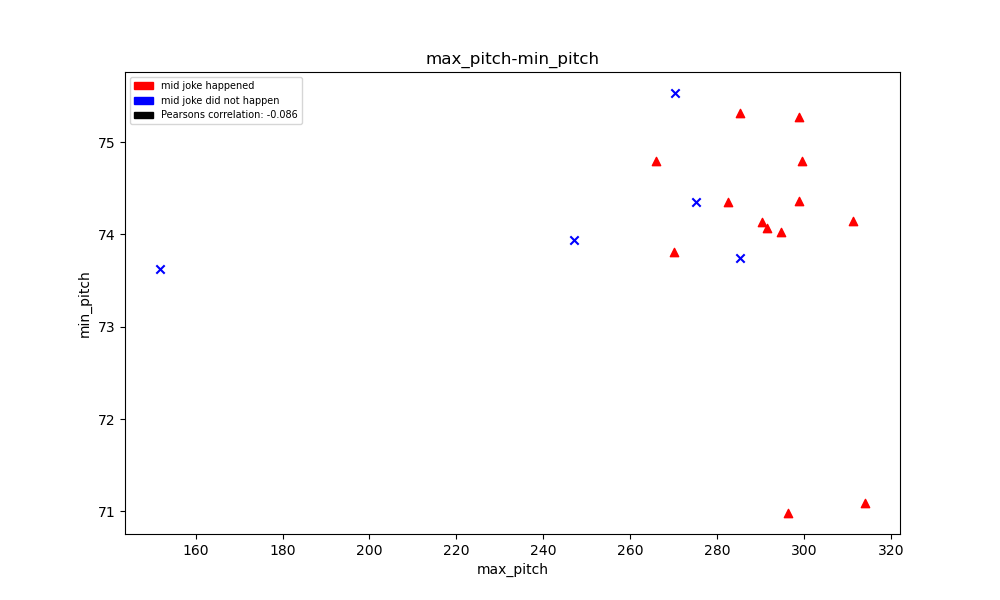 max_pitch-min_pitch
mid joke happened
mid joke did not happen
Pearsons correlation: -0.086
75
74
73
72
71
min_pitch
160 180 200 220 240 260 280 300 320
max_pitch